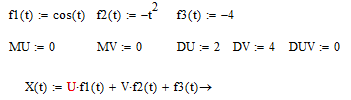 f1(t) := cos(t) f2(t) := -t² f3(t) := -4
MU := 0 MV := 0 DU := 2 DV := 4 DUV := 0
X(t) := U·f1(t) + V·f2(t) + f3(t)→